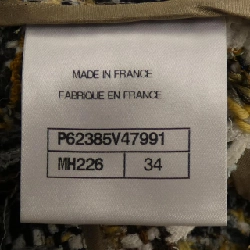 MADE IN FRANCE
FABRIQUE EN FRANCE
P62385V47991
MH226 34